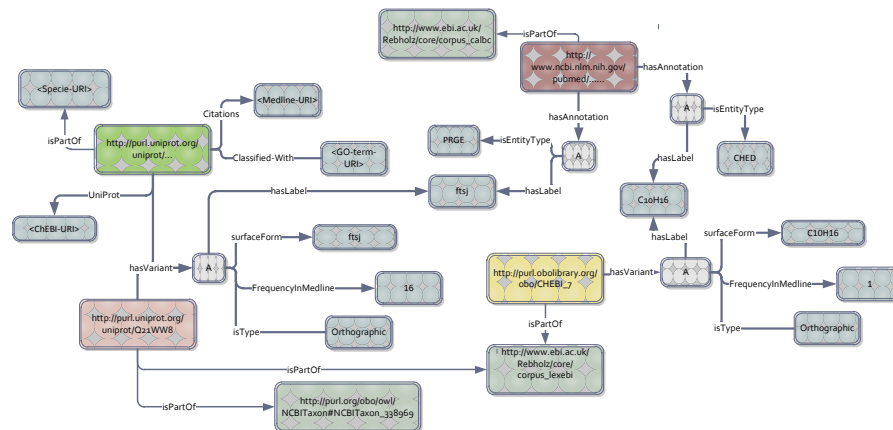 http://www.ebi.ac.uk/
Rebholz/core/corpus_calbc
isPartOf
http://
www.ncbi.nlm.nih.gov/
pubmed/......
hasAnnotation
<Specie-URI>
Citations
<Medline-URI>
hasAnnotation
A
isEntityType
isPartOf
http://purl.uniprot.org/
uniprot/...
PRGE
isEntityType
A
CHED
Classified-With
<GO-term-
URI>
hasLabel
UniProt
hasLabel
ftsj
hasLabel
C10H16
<ChEBI-URI>
surfaceForm
ftsj
hasLabel
surfaceForm
C10H16
hasVariant
A
http://purl.obolibrary.org/
obo/CHEBI_7
hasVariant
A
FrequencyInMedline
16
FrequencyInMedline
1
http://purl.uniprot.org/
uniprot/Q21WW8
isType
Orthographic
isPartOf
isType
Orthographic
http://www.ebi.ac.uk/
Rebholz/core/
corpus_lexebi
isPartOf
isPartOf
http://purl.org/obo/owl/
NCBITaxon#NCBITaxon_338969